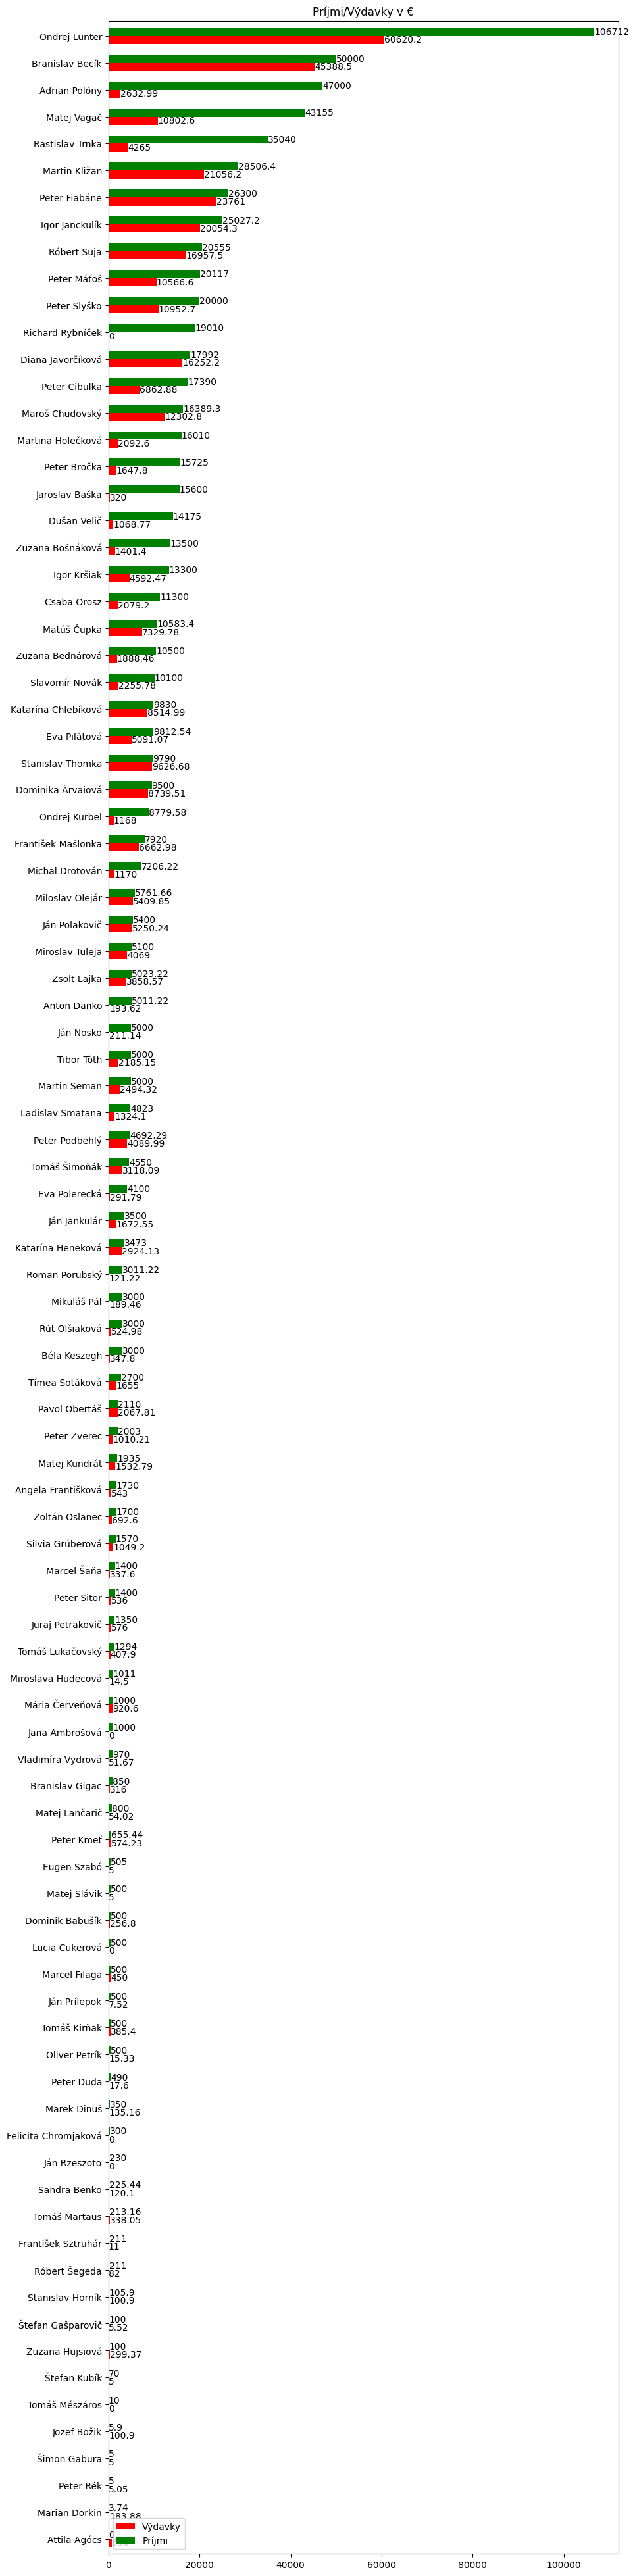 Príjmi/Výdavky v €
Ondrej Lunter 106712
60620.2
Branislav Becík 50000
45388.5
Adrian Polóny 47000
2632.99
Matej Vagač 43155
10802.6
Rastislav Trnka 35040
4265
Martin Kližan 28506.4
21056.2
Peter Fiabáne 26300
23761
Igor Janckulík 25027.2
20054.3
Róbert Suja 20555
16957.5
Peter Máťoš 20117
10566.6
Peter Slyško 20000
10952.7
Richard Rybníček 19010
0
Diana Javorčíková 17992
16252.2
Peter Cibulka 17390
6862.88
Maroš Chudovský 16389.3
12302.8
Martina Holečková 16010
2092.6
Peter Bročka 15725
1647.8
Jaroslav Baška 15600
320
Dušan Velič 14175
1068.77
Zuzana Bošnáková 13500
1401.4
Igor Kršiak 13300
4592.47
Csaba Orosz 11300
2079.2
Matúš Čupka 10583.4
7329.78
Zuzana Bednárová 10500
1888.46
Slavomír Novák 10100
2255.78
Katarína Chlebíková 9830
8514.99
Eva Pilátová 9812.54
5091.07
Stanislav Thomka 9790
9626.68
Dominika Árvaiová 9500
8739.51
Ondrej Kurbel 8779.58
1168
František Mašlonka 7920
6662.98
Michal Drotován 7206.22
1170
Miloslav Olejár 5761.66
5409.85
Ján Polakovič 5400
5250.24
Miroslav Tuleja 5100
4069
Zsolt Lajka 5023.22
3858.57
Anton Danko 5011.22
193.62
Ján Nosko 5000
211.14
Tibor Tóth 5000
2185.15
Martin Seman 5000
2494.32
Ladislav Smatana 4823
1324.1
Peter Podbehlý 4692.29
4089.99
Tomáš Šimoňák 4550
3118.09
Eva Polerecká 4100
291.79
Ján Jankulár 3500
1672.55
Katarína Heneková 3473
2924.13
Roman Porubský 3011.22
121.22
Mikuláš Pál 3000
189.46
Rút Olšiaková 3000
524.98
Béla Keszegh 3000
347.8
Tímea Sotáková 2700
1655
Pavol Obertáš 2110
2067.81
Peter Zverec 2003
1010.21
Matej Kundrát 1935
1532.79
Angela Františková 1730
543
Zoltán Oslanec 1700
692.6
Silvia Grúberová 1570
1049.2
Marcel Šaňa 1400
337.6
Peter Sitor 1400
536
Juraj Petrakovič 1350
576
Tomáš Lukačovský 1294
407.9
Miroslava Hudecová 1011
14.5
Mária Červeňová 1000
920.6
Jana Ambrošová 1000
0
Vladimíra Vydrová 970
51.67
Branislav Gigac 850
316
Matej Lančarič 800
54.02
Peter Kmeť 655.44
574.23
Eugen Szabó 505
5
Matej Slávik 500
5
Dominik Babušík 500
256.8
Lucia Cukerová 500
0
Marcel Filaga 500
450
Ján Prílepok 500
7.52
Tomáš Kirňak 500
385.4
Oliver Petrík 500
15.33
Peter Duda 490
17.6
Marek Dinuš 350
135.16
Felicita Chromjaková 300
0
Ján Rzeszoto 230
0
Sandra Benko 225.44
120.1
Tomáš Martaus 213.16
338.05
František Sztruhár 211
11
Róbert Šegeda 211
82
Stanislav Horník 105.9
100.9
Štefan Gašparovič 100
5.52
Zuzana Hujsiová 100
299.37
Štefan Kubík 70
5
Tomáš Mészáros 10
0
Jozef Božik 5.9
100.9
Šimon Gabura 5
5
Peter Rék 5
5.05
Marian Dorkin 3.74
183.88
Attila Agócs 0
Výdavky
Príjmi
0 20000 40000 60000 80000 100000